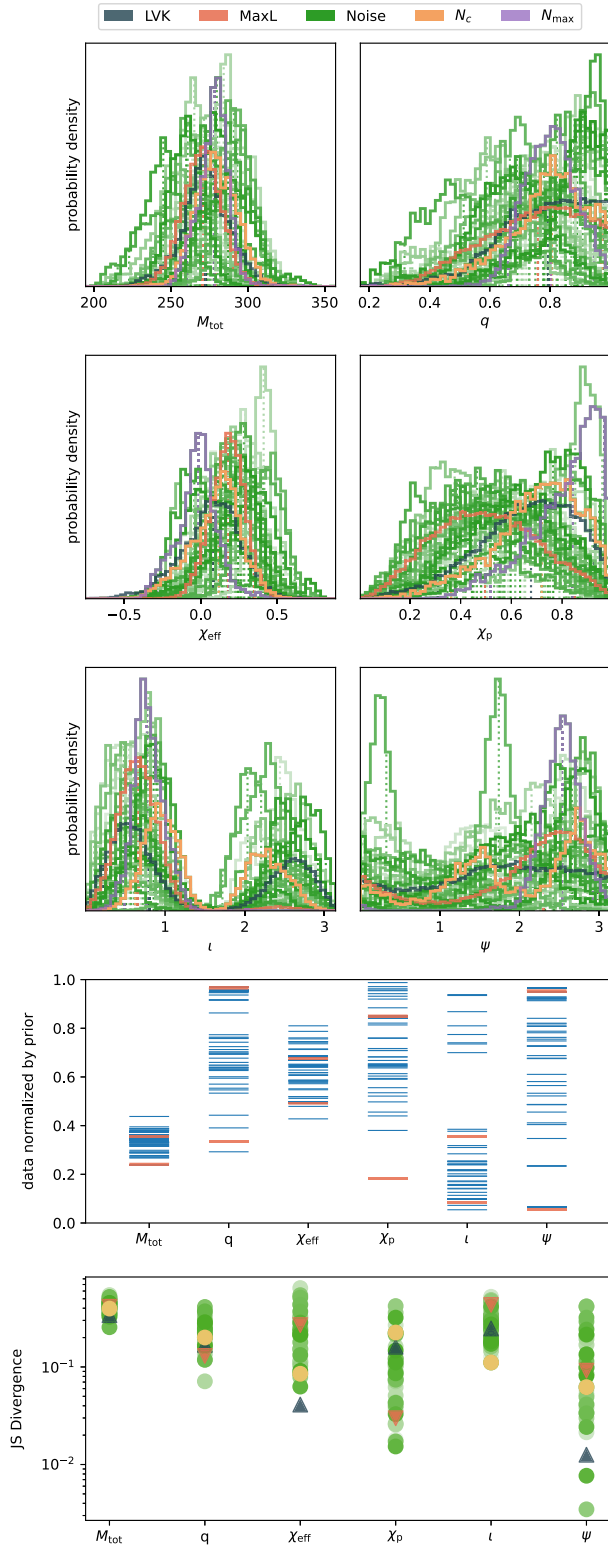 LVK MaxL Noise N_c N_max
probability density
200 250 300 350
M_tot
0.2 0.4 0.6 0.8
q
probability density
−0.5 0.0 0.5
χ_eff
0.2 0.4 0.6 0.8
χ_p
probability density
1 2 3
ι
1 2 3
ψ
data normalized by prior
1.0
0.8
0.6
0.4
0.2
0.0
M_tot q χ_eff χ_p ι ψ
JS Divergence
10⁻¹
10⁻²
M_tot q χ_eff χ_p ι ψ